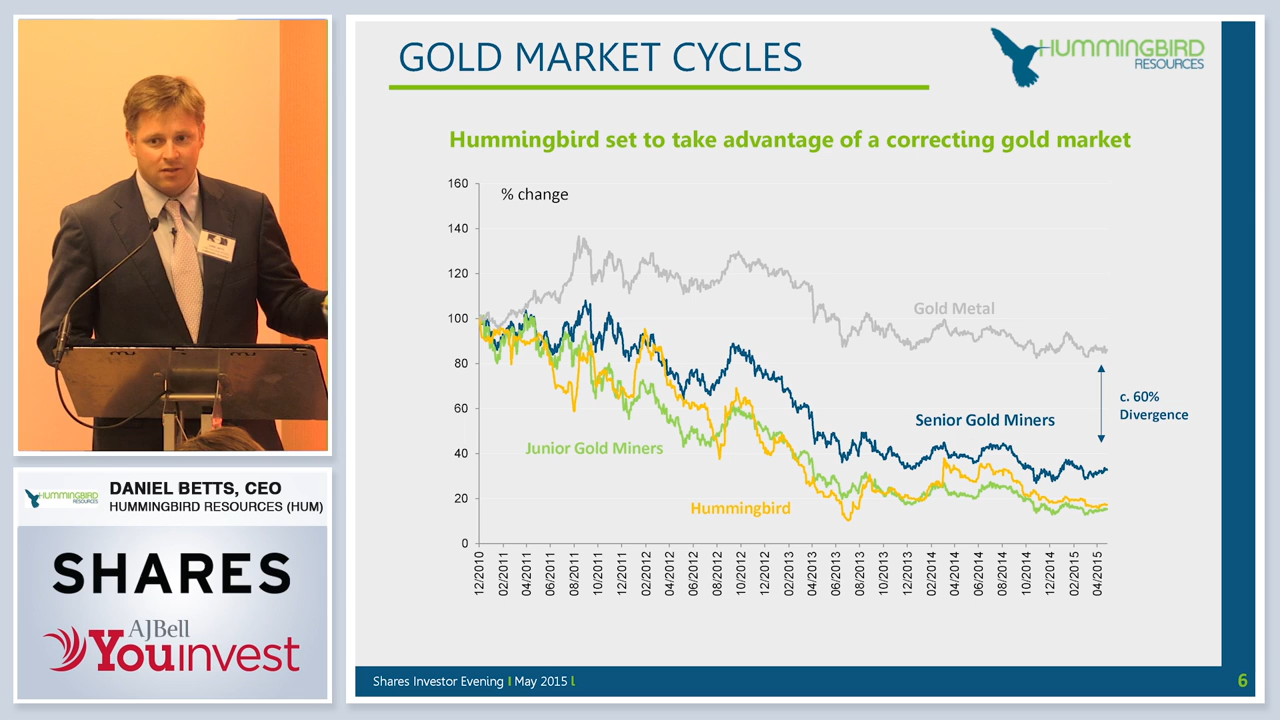 GOLD MARKET CYCLES
HUMMINGBIRD
RESOURCES
Hummingbird set to take advantage of a correcting gold market
% change
160
140
120
100
80
60
40
20
0
Gold Metal
c. 60%
Divergence
Senior Gold Miners
Junior Gold Miners
Hummingbird
12/2010
02/2011
04/2011
06/2011
08/2011
10/2011
12/2011
02/2012
04/2012
06/2012
08/2012
10/2012
12/2012
02/2013
04/2013
06/2013
08/2013
10/2013
12/2013
02/2014
04/2014
06/2014
08/2014
10/2014
12/2014
02/2015
04/2015
Shares Investor Evening I May 2015 l
6
HUMMINGBIRD
RESOURCES
DANIEL BETTS, CEO
HUMMINGBIRD RESOURCES (HUM)
SHARES
AJBell
Youinvest